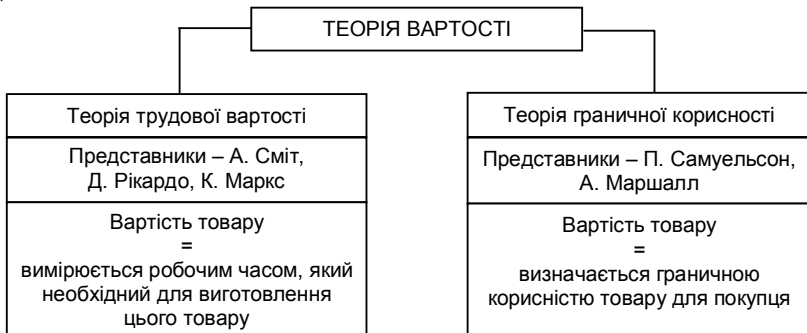 ТЕОРІЯ ВАРТОСТІ
Теорія трудової вартості
Представники – А. Сміт,
Д. Рікардо, К. Маркс
Вартість товару
=
вимірюється робочим часом, який
необхідний для виготовлення
цього товару
Теорія граничної корисності
Представники – П. Самуельсон,
А. Маршалл
Вартість товару
=
визначається граничною
корисністю товару для покупця